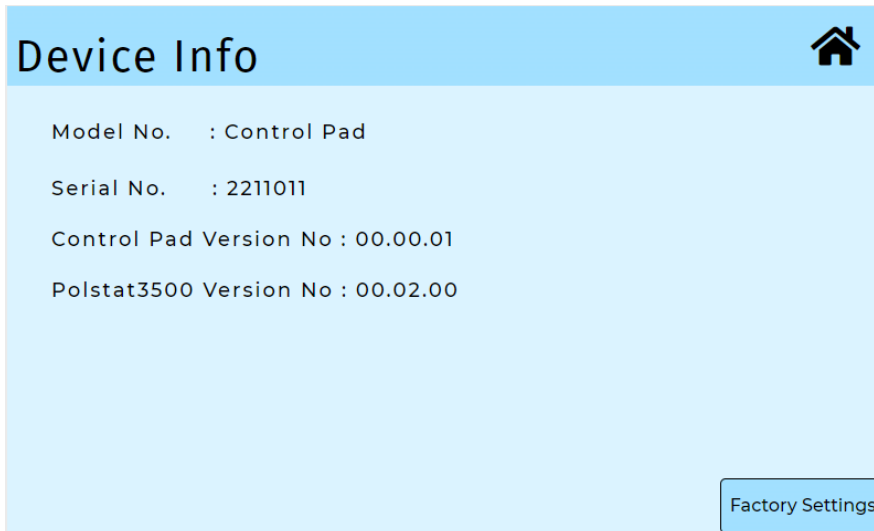 Device Info
Model No. : Control Pad
Serial No. : 2211011
Control Pad Version No : 00.00.01
Polstat3500 Version No : 00.02.00
Factory Settings